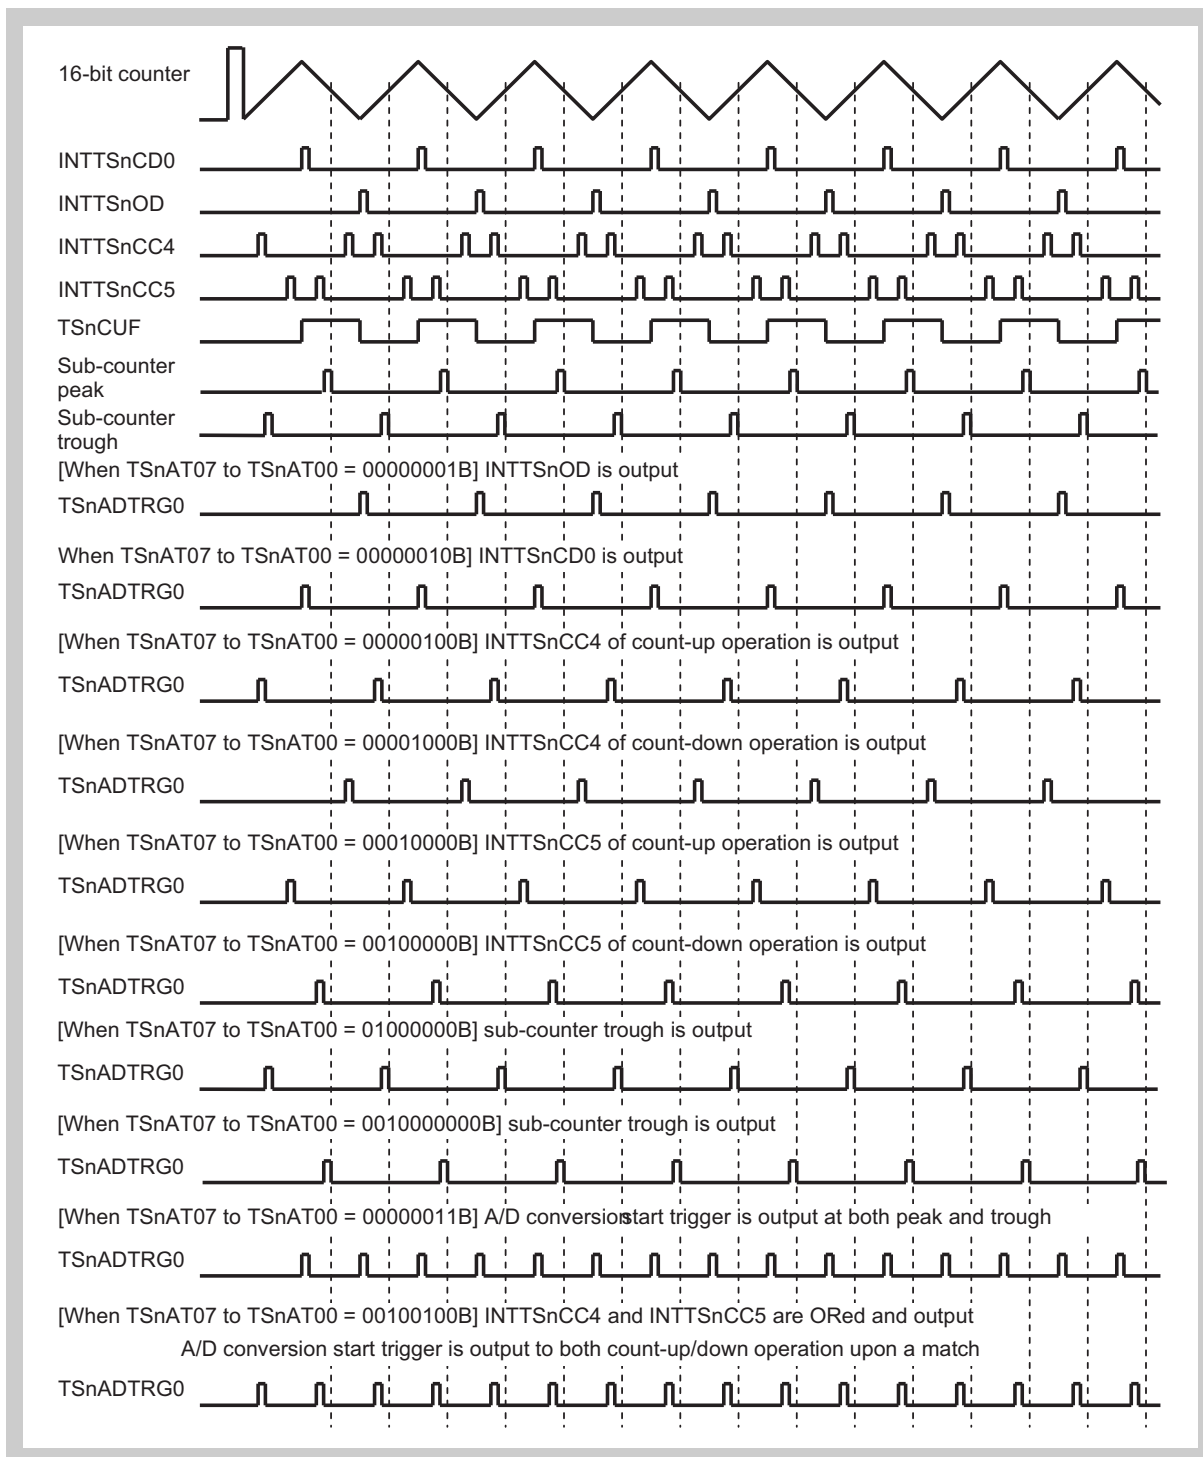 16-bit counter
INTTSnCD0
INTTSnOD
INTTSnCC4
INTTSnCC5
TSnCUF
Sub-counter
peak
Sub-counter
trough
[When TSnAT07 to TSnAT00 = 00000001B] INTTSnOD is output
TSnADTRG0
When TSnAT07 to TSnAT00 = 00000010B] INTTSnCD0 is output
TSnADTRG0
[When TSnAT07 to TSnAT00 = 00000100B] INTTSnCC4 of count-up operation is output
TSnADTRG0
[When TSnAT07 to TSnAT00 = 00001000B] INTTSnCC4 of count-down operation is output
TSnADTRG0
[When TSnAT07 to TSnAT00 = 00010000B] INTTSnCC5 of count-up operation is output
TSnADTRG0
[When TSnAT07 to TSnAT00 = 00100000B] INTTSnCC5 of count-down operation is output
TSnADTRG0
[When TSnAT07 to TSnAT00 = 01000000B] sub-counter trough is output
TSnADTRG0
[When TSnAT07 to TSnAT00 = 0010000000B] sub-counter trough is output
TSnADTRG0
[When TSnAT07 to TSnAT00 = 00000011B] A/D conversion start trigger is output at both peak and trough
TSnADTRG0
[When TSnAT07 to TSnAT00 = 00100100B] INTTSnCC4 and INTTSnCC5 are ORed and output
A/D conversion start trigger is output to both count-up/down operation upon a match
TSnADTRG0